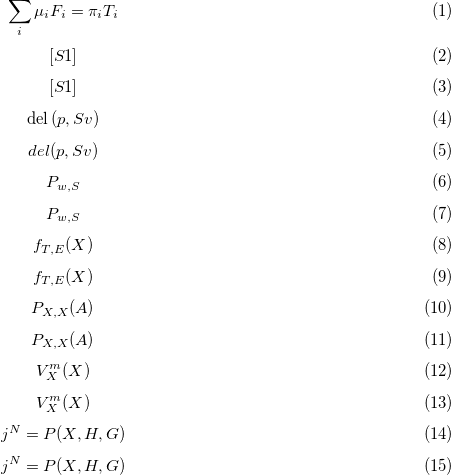 \sum_i \mu_i F_i = \pi_i T_i (1)
[S1] (2)
[S1] (3)
del (p, Sv) (4)
del(p, Sv) (5)
P_{w,S} (6)
P_{w,S} (7)
f_{T,E}(X) (8)
f_{T,E}(X) (9)
P_{X,X}(A) (10)
P_{X,X}(A) (11)
V_X^m(X) (12)
V_X^m(X) (13)
j^N = P(X, H, G) (14)
j^N = P(X, H, G) (15)